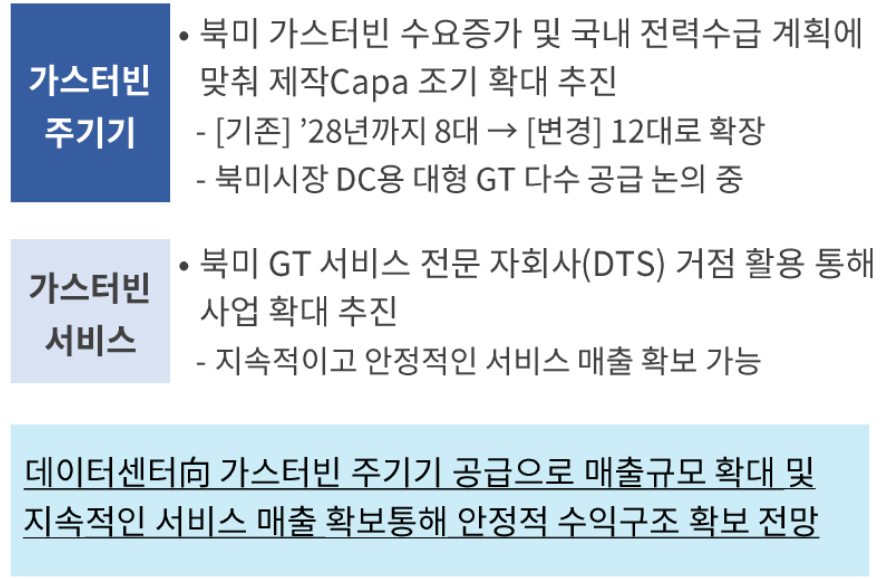 가스터빈
주기기
• 북미 가스터빈 수요증가 및 국내 전력수급 계획에
맞춰 제작Capa 조기 확대 추진
- [기존] ’28년까지 8대 → [변경] 12대로 확장
- 북미시장 DC용 대형 GT 다수 공급 논의 중
가스터빈
서비스
• 북미 GT 서비스 전문 자회사(DTS) 거점 활용 통해
사업 확대 추진
- 지속적이고 안정적인 서비스 매출 확보 가능
데이터센터向 가스터빈 주기기 공급으로 매출규모 확대 및
지속적인 서비스 매출 확보통해 안정적 수익구조 확보 전망